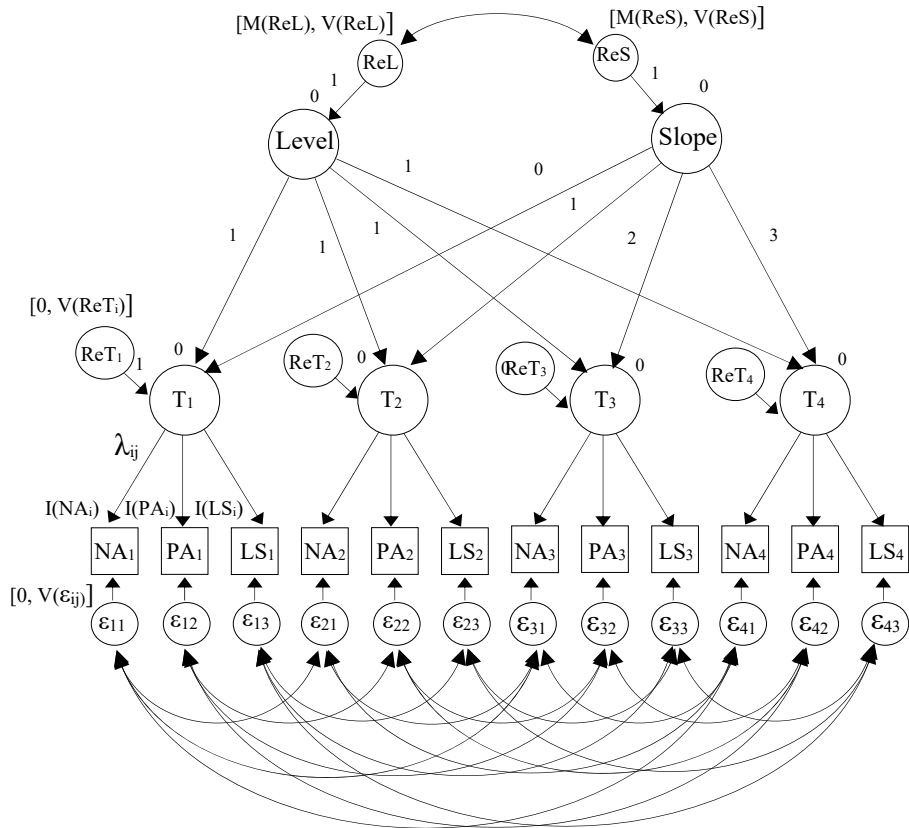 [M(ReL), V(ReL)]
[M(ReS), V(ReS)]
ReL
ReS
1
1
0
0
Level
Slope
1
0
1
1
1
1
2
3
[0, V(ReTᵢ)]
ReT₁
1
0
ReT₂
0
0
ReT₃
0
ReT₄
0
T₁
T₂
T₃
T₄
λᵢⱼ
I(NAᵢ)
I(PAᵢ)
I(LSᵢ)
NA₁ PA₁ LS₁ NA₂ PA₂ LS₂ NA₃ PA₃ LS₃ NA₄ PA₄ LS₄
[0, V(εᵢⱼ)]
ε₁₁ ε₁₂ ε₁₃ ε₂₁ ε₂₂ ε₂₃ ε₃₁ ε₃₂ ε₃₃ ε₄₁ ε₄₂ ε₄₃